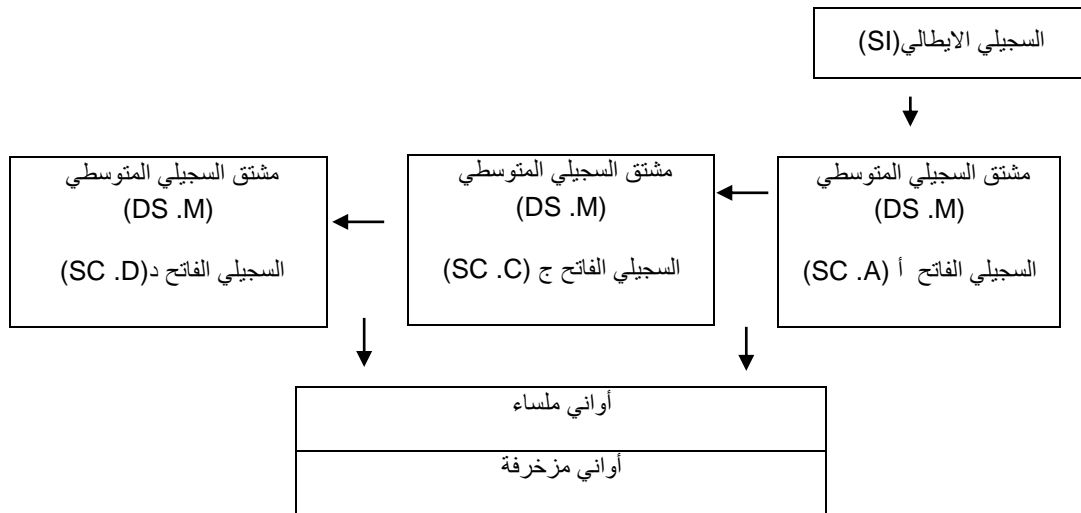 السجيلي الايطالي(SI)
مشتق السجيلي المتوسطي
(DS .M)
السجيلي الفاتح أ (SC .A)
مشتق السجيلي المتوسطي
(DS .M)
السجيلي الفاتح ج (SC .C)
مشتق السجيلي المتوسطي
(DS .M)
السجيلي الفاتح د(SC .D)
أواني ملساء
أواني مزخرفة